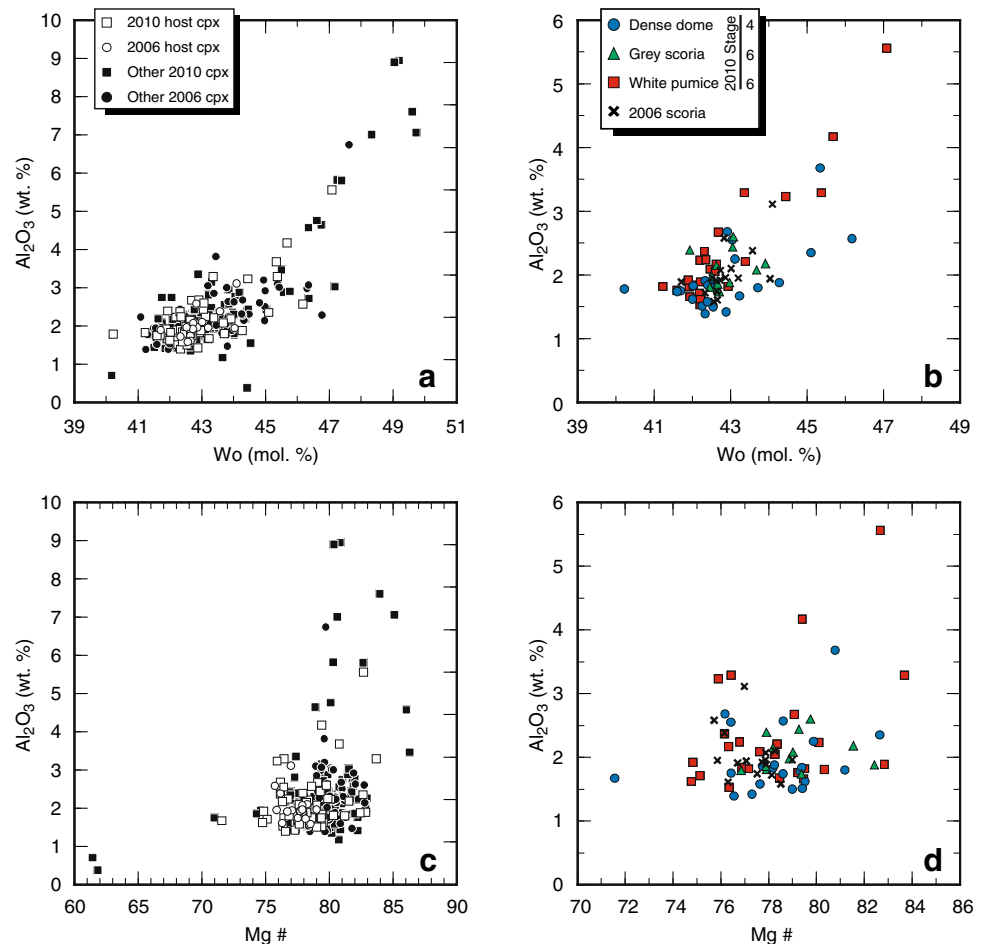 2010 host cpx
2006 host cpx
Other 2010 cpx
Other 2006 cpx
10
9
8
7
6
5
4
3
2
1
0
Al2O3 (wt. %)
39 41 43 45 47 49 51
Wo (mol. %)
a
Dense dome
Grey scoria
White pumice
2006 scoria
2010 Stage
4
6
6
6
5
4
3
2
1
0
Al2O3 (wt. %)
39 41 43 45 47 49
Wo (mol. %)
b
10
9
8
7
6
5
4
3
2
1
0
Al2O3 (wt. %)
60 65 70 75 80 85 90
Mg #
c
6
5
4
3
2
1
0
Al2O3 (wt. %)
70 72 74 76 78 80 82 84 86
Mg #
d